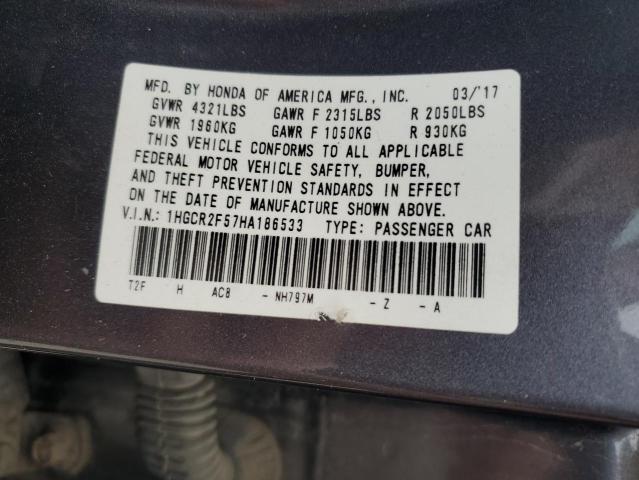 MFD. BY HONDA OF AMERICA MFG., INC. 03/'17
GVWR 4321LBS GAWR F 2315LBS R 2050LBS
GVWR 1960KG GAWR F 1050KG R 930KG
THIS VEHICLE CONFORMS TO ALL APPLICABLE
FEDERAL MOTOR VEHICLE SAFETY, BUMPER,
AND THEFT PREVENTION STANDARDS IN EFFECT
ON THE DATE OF MANUFACTURE SHOWN ABOVE.
V.I.N.: 1HGCR2F57HA186533 TYPE: PASSENGER CAR
T2F H AC8 - NH797M - Z - A